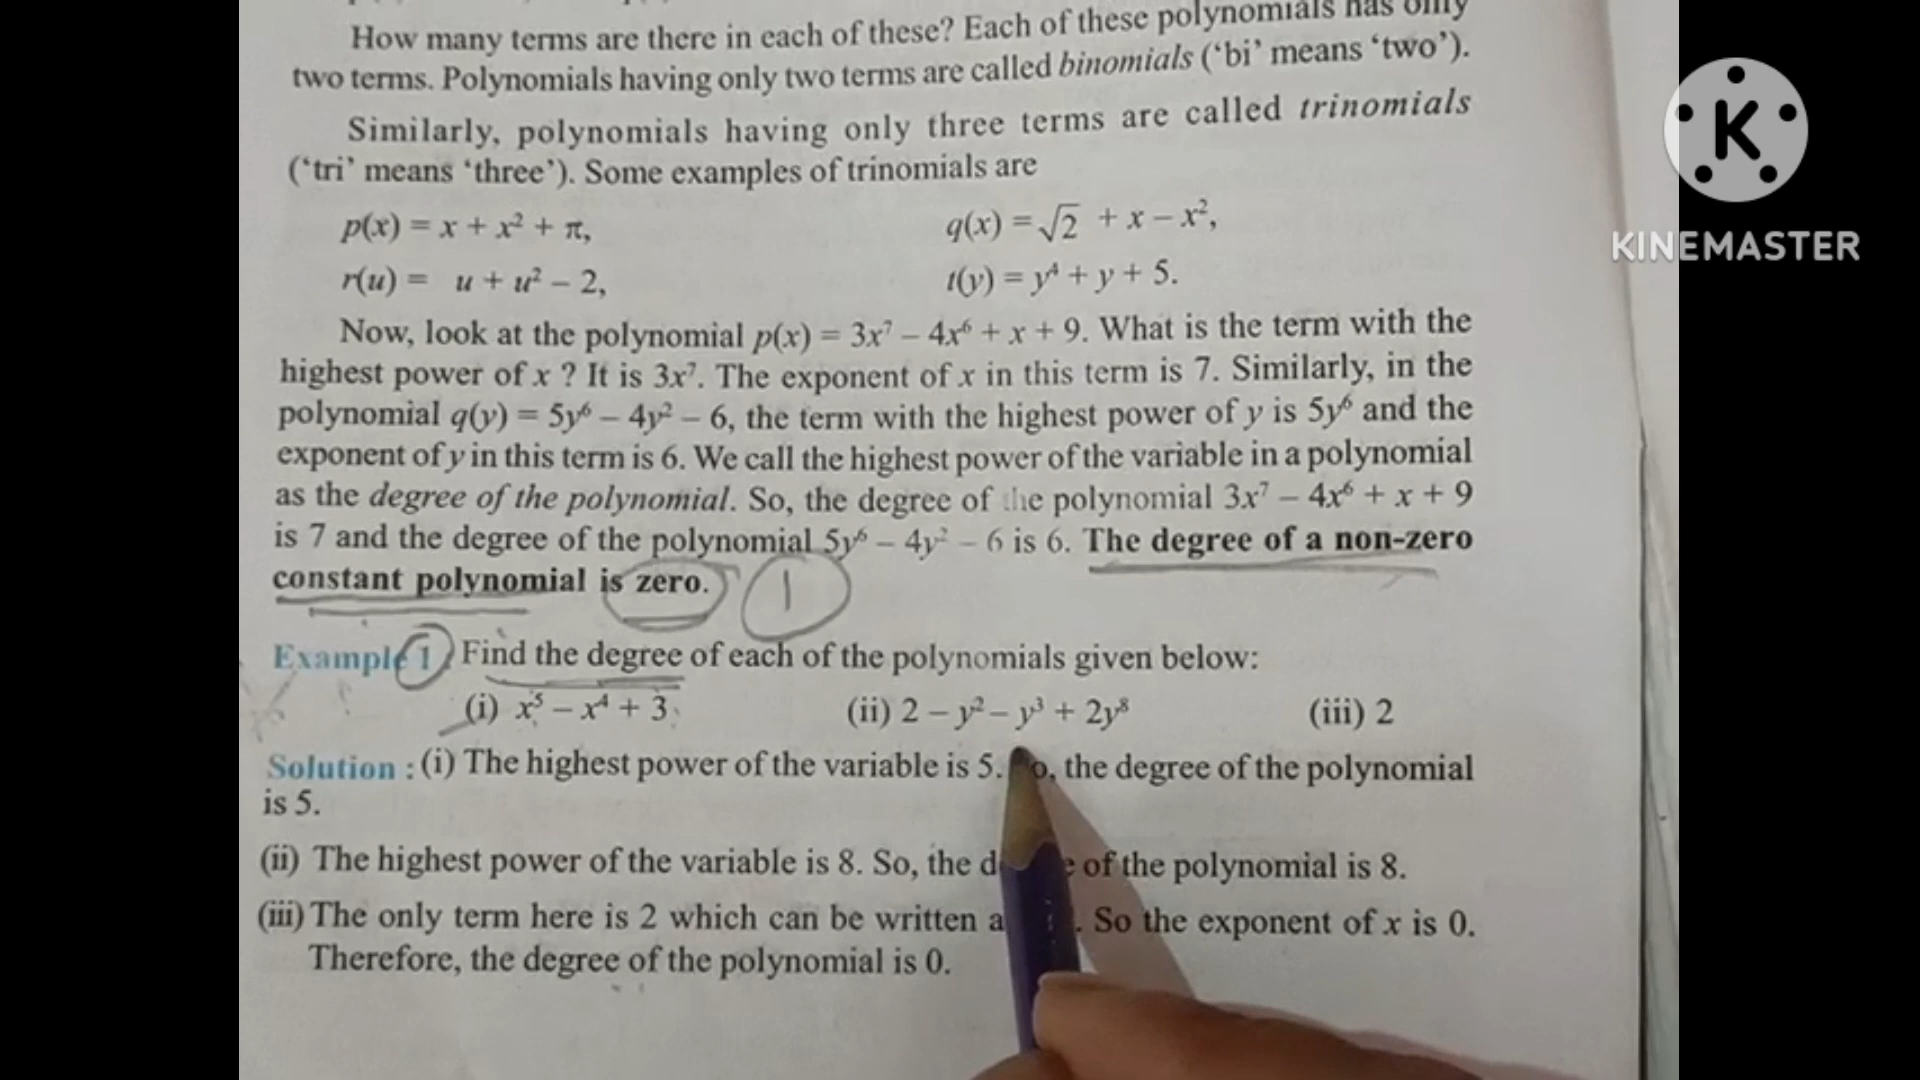 How many terms are there in each of these? Each of these polynomials has only
two terms. Polynomials having only two terms are called binomials (‘bi’ means ‘two’).
Similarly, polynomials having only three terms are called trinomials
(‘tri’ means ‘three’). Some examples of trinomials are
p(x) = x + x² + π, q(x) = √2 + x – x²,
r(u) = u + u² – 2, t(y) = y⁴ + y + 5.
Now, look at the polynomial p(x) = 3x⁷ – 4x⁶ + x + 9. What is the term with the
highest power of x ? It is 3x⁷. The exponent of x in this term is 7. Similarly, in the
polynomial q(y) = 5y⁶ – 4y² – 6, the term with the highest power of y is 5y⁶ and the
exponent of y in this term is 6. We call the highest power of the variable in a polynomial
as the degree of the polynomial. So, the degree of the polynomial 3x⁷ – 4x⁶ + x + 9
is 7 and the degree of the polynomial 5y⁶ – 4y² – 6 is 6. The degree of a non-zero
constant polynomial is zero. 1
Example 1 Find the degree of each of the polynomials given below:
(i) x⁵ – x⁴ + 3 (ii) 2 – y² – y³ + 2y⁸ (iii) 2
Solution : (i) The highest power of the variable is 5. the degree of the polynomial
is 5.
(ii) The highest power of the variable is 8. So, the of the polynomial is 8.
(iii) The only term here is 2 which can be written So the exponent of x is 0.
Therefore, the degree of the polynomial is 0.
K
KINEMASTER